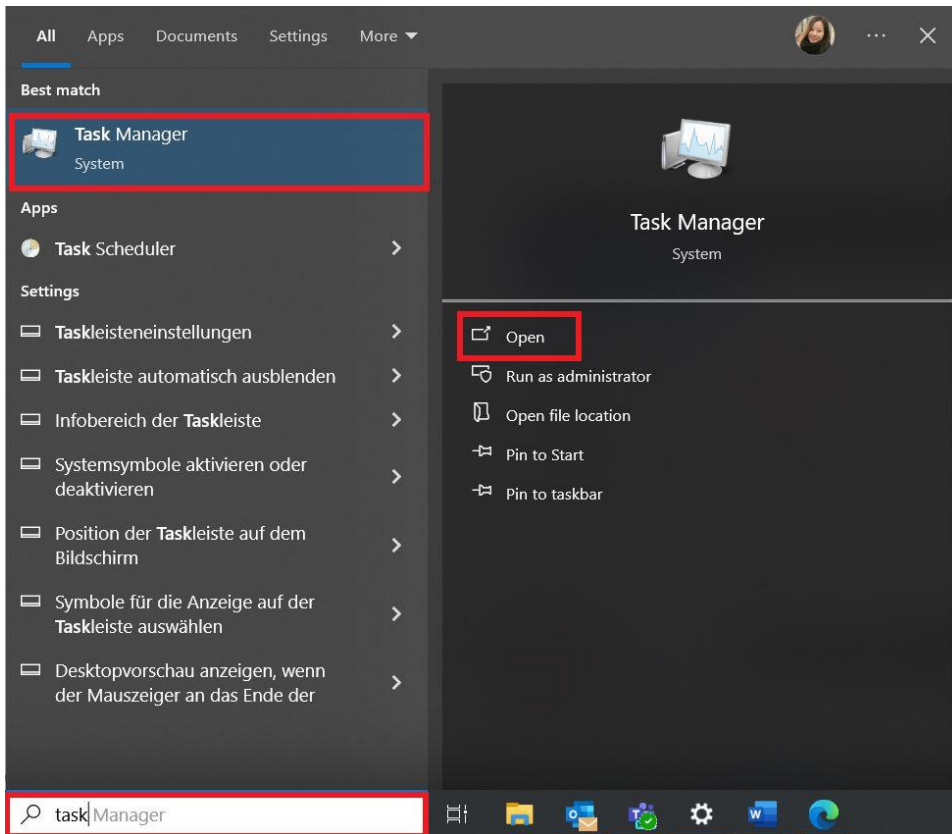 All Apps Documents Settings More
Best match
Task Manager
System
Apps
Task Scheduler
Settings
Taskleisteneinstellungen
Taskleiste automatisch ausblenden
Infobereich der Taskleiste
Systemsymbole aktivieren oder
deaktivieren
Position der Taskleiste auf dem
Bildschirm
Symbole für die Anzeige auf der
Taskleiste auswählen
Desktopvorschau anzeigen, wenn
der Mauszeiger an das Ende der
Task Manager
System
Open
Run as administrator
Open file location
Pin to Start
Pin to taskbar
task Manager